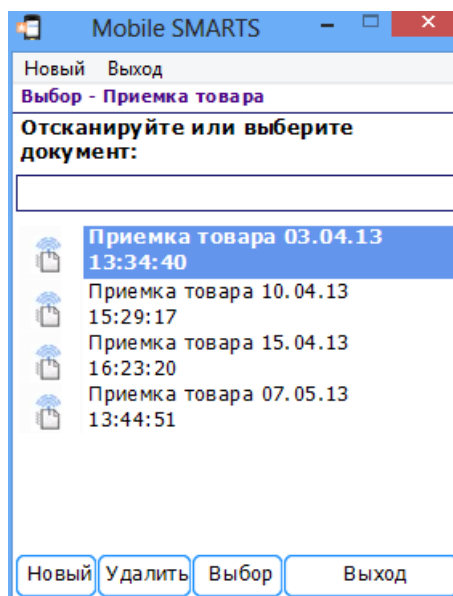 Mobile SMARTS
Новый Выход
Выбор - Приемка товара
Отсканируйте или выберите
документ:
Приемка товара 03.04.13
13:34:40
Приемка товара 10.04.13
15:29:17
Приемка товара 15.04.13
16:23:20
Приемка товара 07.05.13
13:44:51
Новый Удалить Выбор Выход